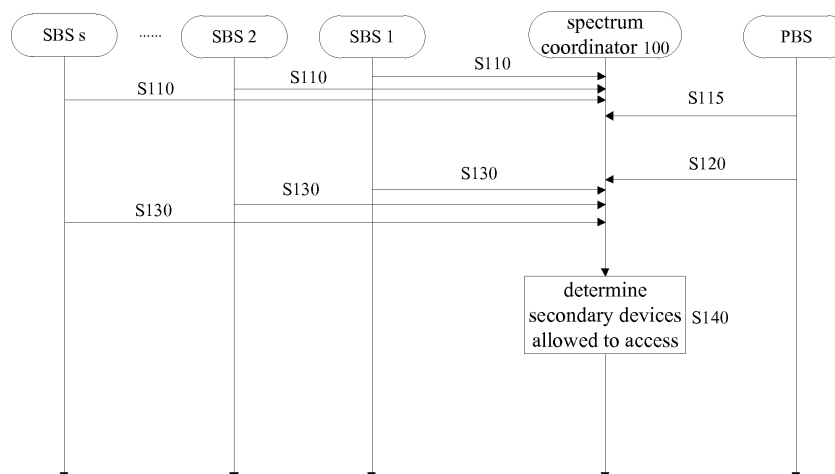 SBS s
......
SBS 2
SBS 1
spectrum
coordinator 100
PBS
S110
S110
S110
S115
S120
S130
S130
S130
determine
secondary devices
allowed to access
S140